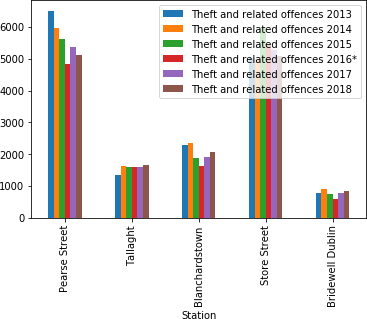 Theft and related offences 2013
Theft and related offences 2014
Theft and related offences 2015
Theft and related offences 2016*
Theft and related offences 2017
Theft and related offences 2018
6000
5000
4000
3000
2000
1000
0
Pearse Street
Tallaght
Blanchardstown
Store Street
Bridewell Dublin
Station